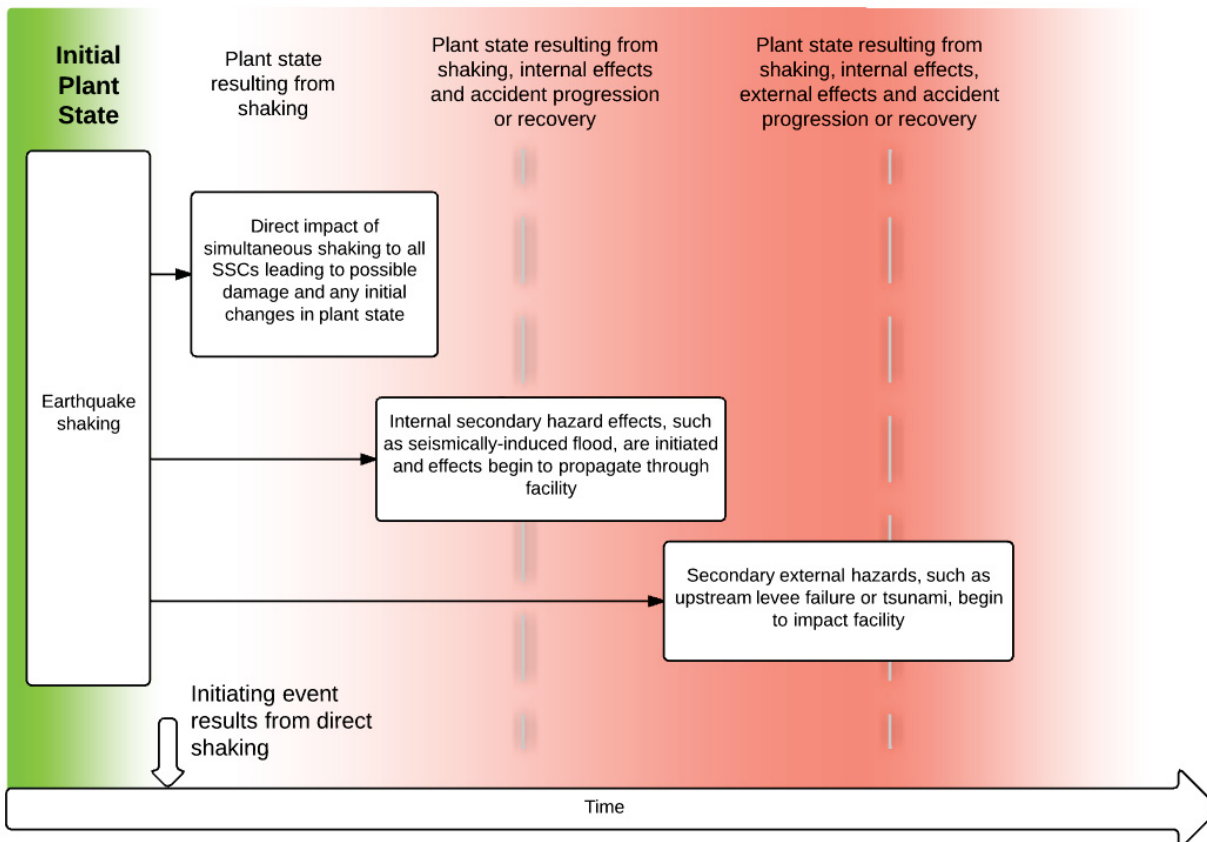 Initial
Plant
State
Plant state
resulting from
shaking
Plant state resulting from
shaking, internal effects
and accident progression
or recovery
Plant state resulting from
shaking, internal effects,
external effects and accident
progression or recovery
Earthquake
shaking
Direct impact of
simultaneous shaking to all
SSCs leading to possible
damage and any initial
changes in plant state
Internal secondary hazard effects, such
as seismically-induced flood, are initiated
and effects begin to propagate through
facility
Secondary external hazards, such as
upstream levee failure or tsunami, begin
to impact facility
Initiating event
results from direct
shaking
Time